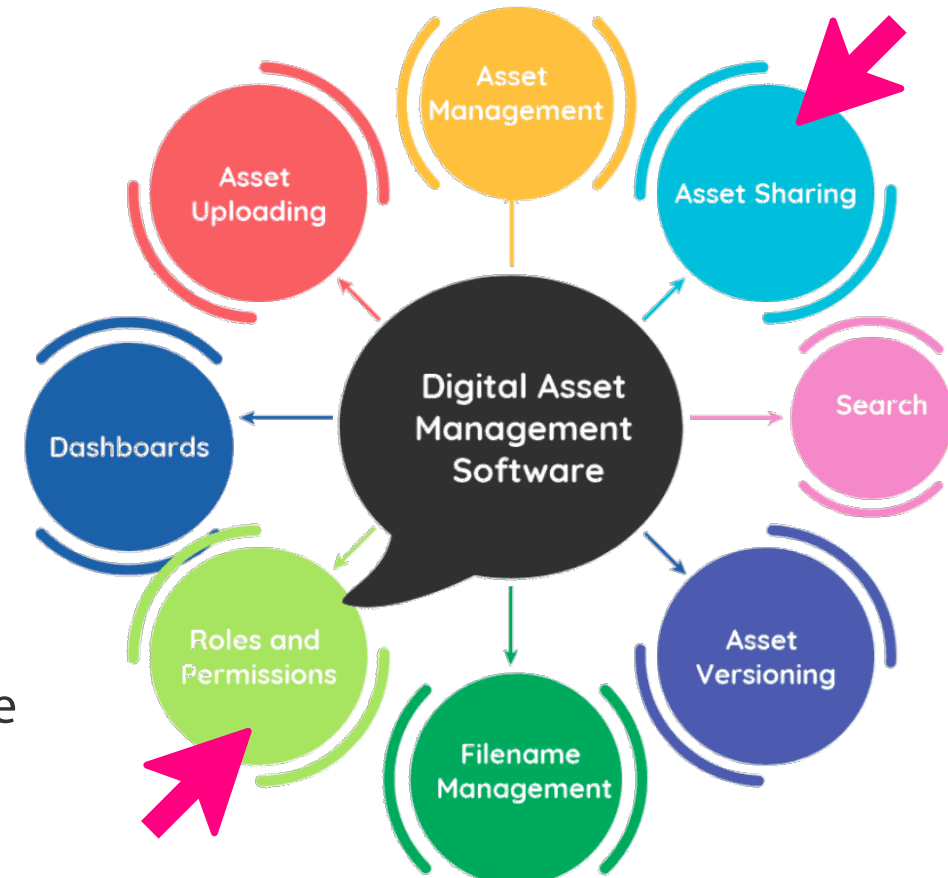 Asset
Management
Asset
Uploading
Asset Sharing
Digital Asset
Management
Software
Search
Dashboards
Roles and
Permissions
Asset
Versioning
Filename
Management
e